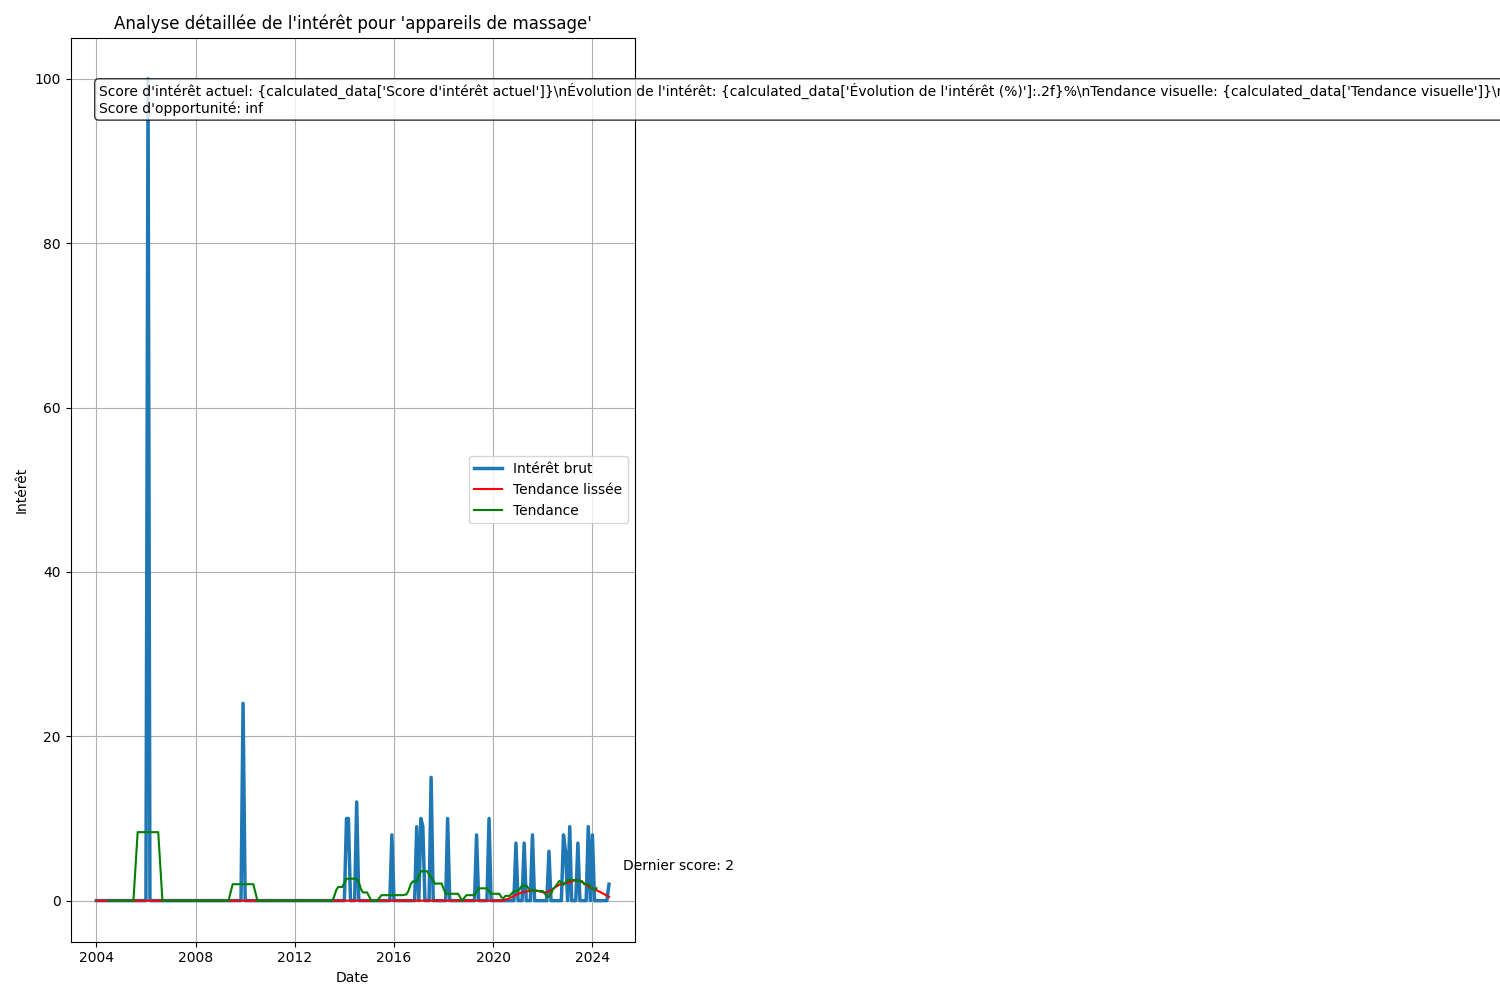 Analyse détaillée de l'intérêt pour 'appareils de massage'
100
Score d'intérêt actuel: {calculated_data['Score d'intérêt actuel']}\nÉvolution de l'intérêt: {calculated_data['Évolution de l'intérêt (%)']:.2f}%\nTendance visuelle: {calculated_data['Tendance visuelle']}\n
Score d'opportunité: inf
80
60
Intérêt brut
Tendance lissée
Tendance
Intérêt
40
20
Dernier score: 2
0
2004 2008 2012 2016 2020 2024
Date